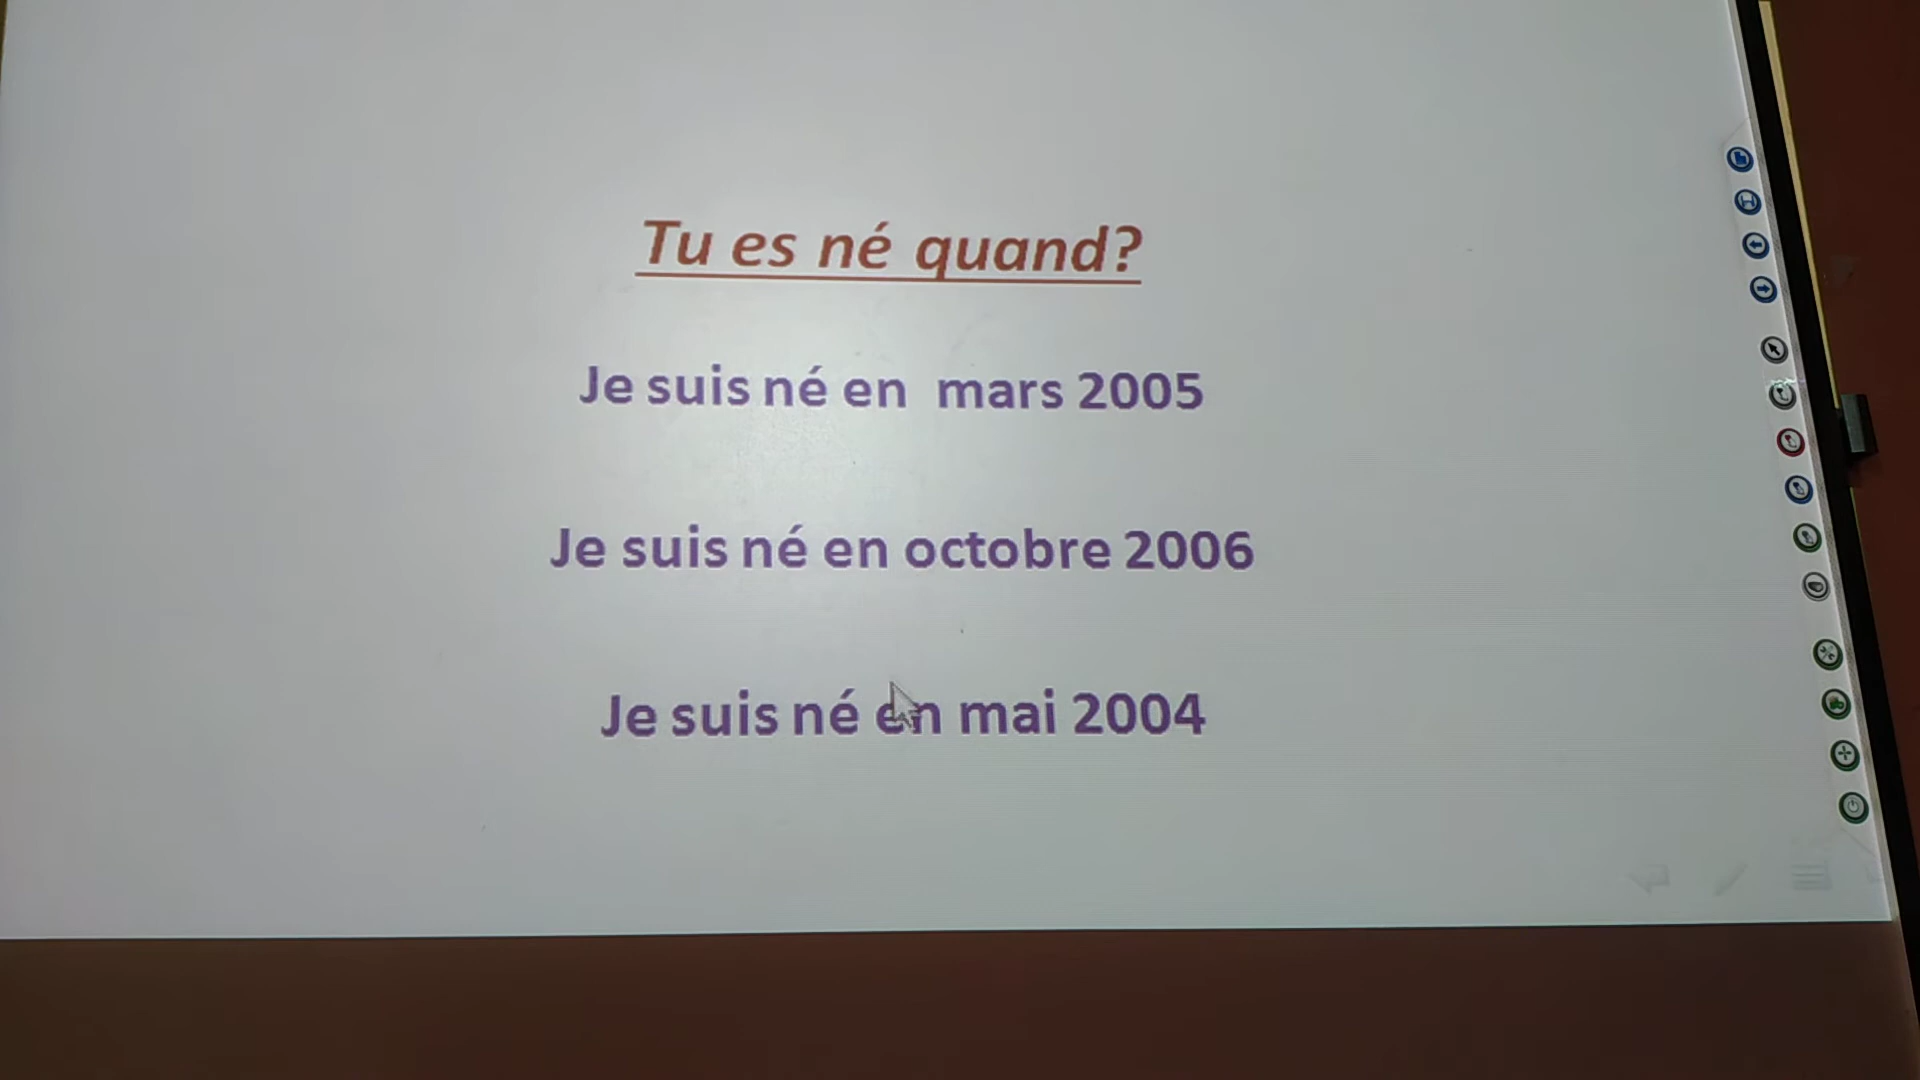 Tu es né quand?
Je suis né en mars 2005
Je suis né en octobre 2006
Je suis né en mai 2004